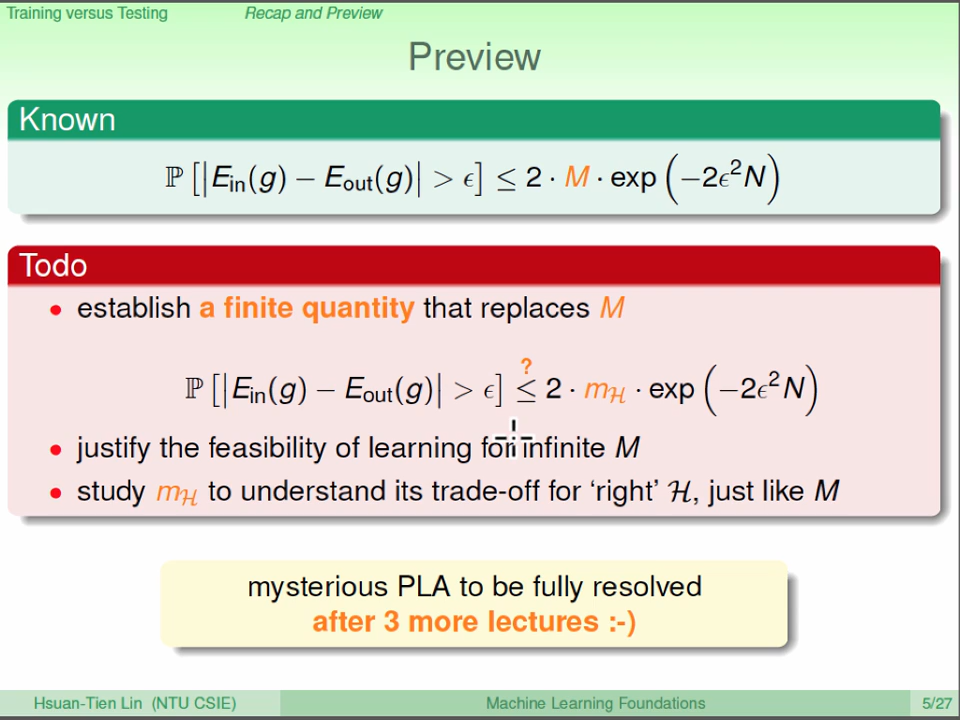 Training versus Testing Recap and Preview
Preview
Known
ℙ [|E_in(g) − E_out(g)| > ϵ] ≤ 2 · M · exp (−2ϵ²N)
Todo
• establish a finite quantity that replaces M
?
ℙ [|E_in(g) − E_out(g)| > ϵ] ≤ 2 · m_ℋ · exp (−2ϵ²N)
• justify the feasibility of learning for infinite M
• study m_ℋ to understand its trade-off for ‘right’ ℋ, just like M
mysterious PLA to be fully resolved
after 3 more lectures :-)
Hsuan-Tien Lin (NTU CSIE) Machine Learning Foundations 5/27